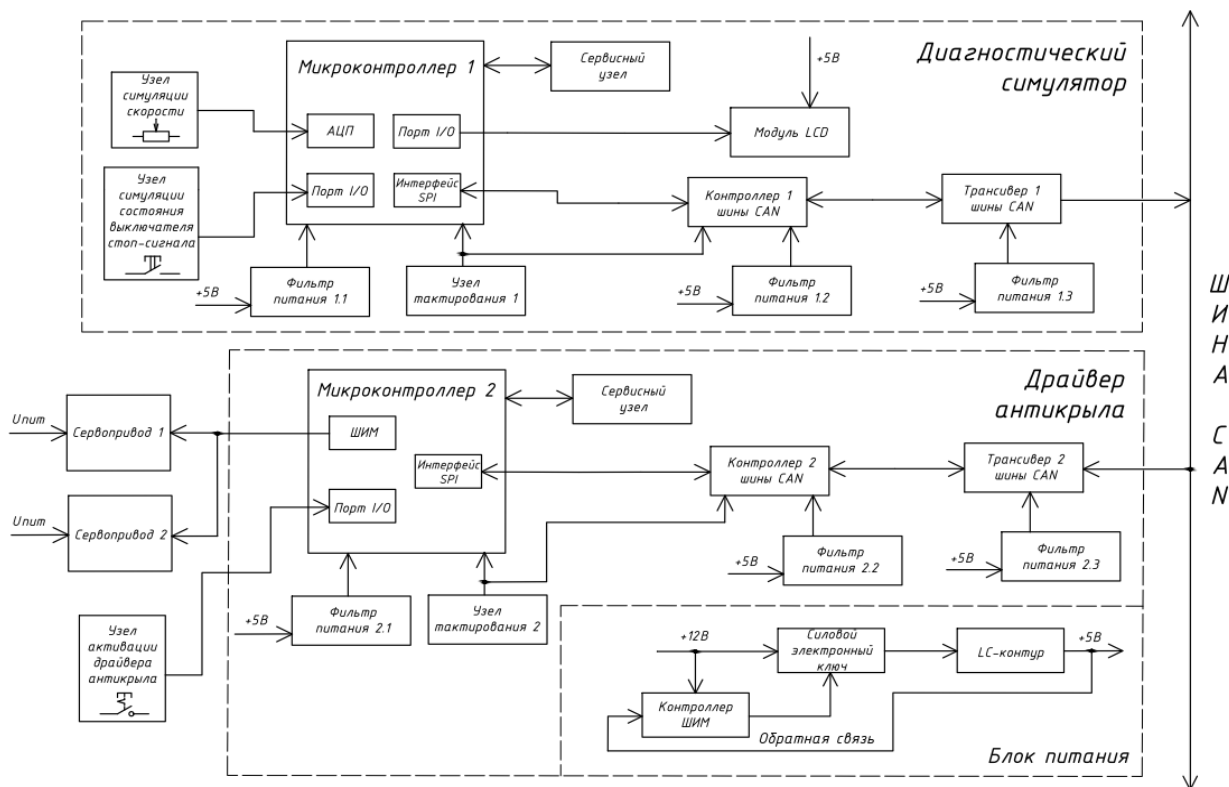 Диагностический
симулятор
Микроконтроллер 1
Сервисный
узел
+5В
Узел
симуляции
скорости
АЦП
Порт I/O
Модуль LCD
Узел
симуляции
состояния
выключателя
стоп-сигнала
Порт I/O
Интерфейс
SPI
Контроллер 1
шины CAN
Трансивер 1
шины CAN
+5В
Фильтр
питания 1.1
Узел
тактирования 1
+5В
Фильтр
питания 1.2
+5В
Фильтр
питания 1.3
ШИНА CAN
Драйвер
антикрыла
Микроконтроллер 2
Сервисный
узел
Uпит
Сервопривод 1
ШИМ
Интерфейс
SPI
Контроллер 2
шины CAN
Трансивер 2
шины CAN
Uпит
Сервопривод 2
Порт I/O
+5В
Фильтр
питания 2.1
Узел
тактирования 2
+5В
Фильтр
питания 2.2
+5В
Фильтр
питания 2.3
Узел
активации
драйвера
антикрыла
+12В
Силовой
электронный
ключ
LC-контур
+5В
Контроллер
ШИМ
Обратная связь
Блок питания